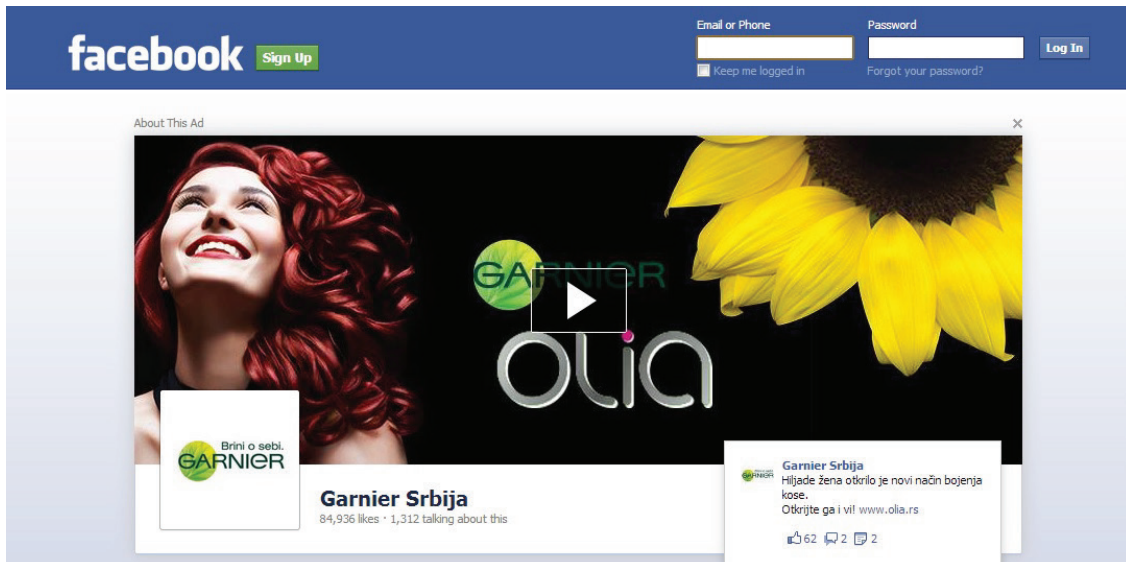 facebook
Sign Up
Email or Phone
Password
Log In
Keep me logged in
Forgot your password?
About This Ad
GARNIER
OLIA
Brini o sebi.
GARNIER
Garnier Srbija
84,936 likes · 1,312 talking about this
GARNIER
Garnier Srbija
Hiljade žena otkrilo je novi način bojenja
kose.
Otkrijte ga i vi! www.olia.rs
62 2 2